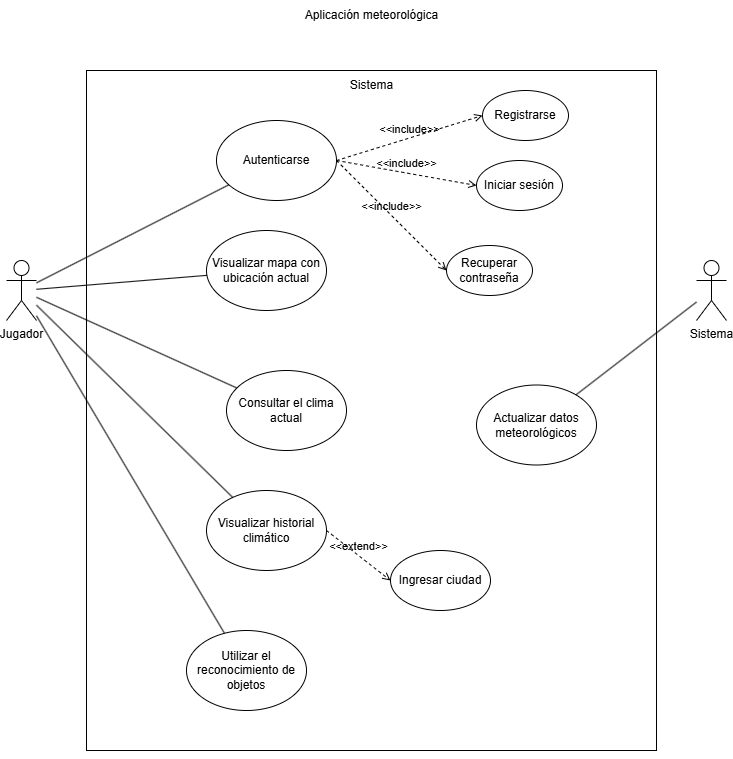 Aplicación meteorológica
Sistema
Registrarse
<<include>>
Autenticarse
<<include>>
Iniciar sesión
<<include>>
Visualizar mapa con
ubicación actual
Recuperar
contraseña
Jugador
Sistema
Consultar el clima
actual
Actualizar datos
meteorológicos
Visualizar historial
climático
<<extend>>
Ingresar ciudad
Utilizar el
reconocimiento de
objetos